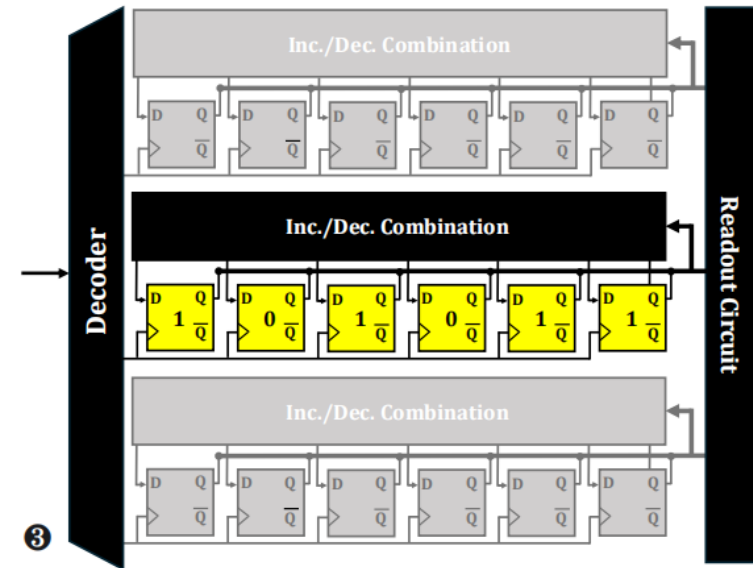 Inc./Dec. Combination
D Q D Q D Q D Q D Q D Q
Q Q Q Q Q Q
Decoder
Inc./Dec. Combination
D Q D Q D Q D Q D Q D Q
1 Q 0 Q 1 Q 0 Q 1 Q 1 Q
Readout Circuit
Inc./Dec. Combination
D Q D Q D Q D Q D Q D Q
Q Q Q Q Q Q
❸